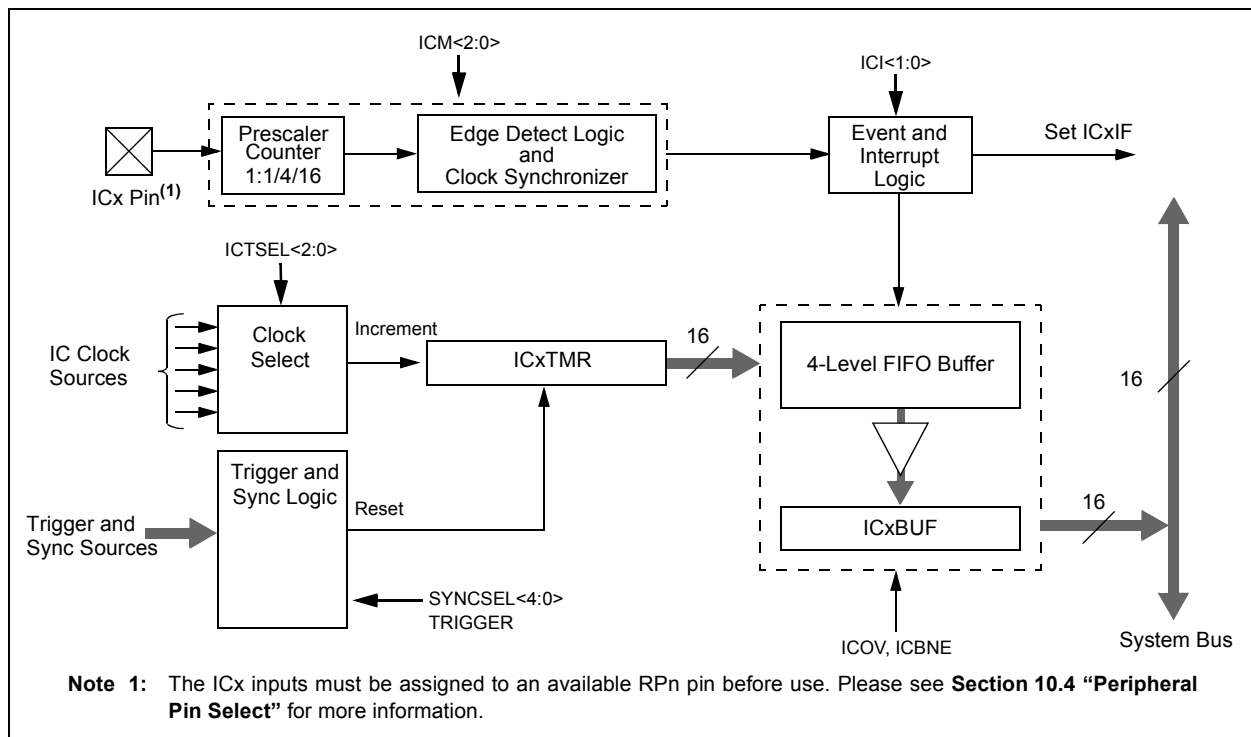 ICM<2:0>
ICI<1:0>
Prescaler
Counter
1:1/4/16
Edge Detect Logic
and
Clock Synchronizer
Event and
Interrupt
Logic
Set ICxIF
ICx Pin(1)
ICTSEL<2:0>
IC Clock
Sources
Clock
Select
Increment
ICxTMR
16
4-Level FIFO Buffer
16
Trigger and
Sync Logic
Reset
Trigger and
Sync Sources
ICxBUF
16
SYNCSEL<4:0>
TRIGGER
ICOV, ICBNE
System Bus
Note 1: The ICx inputs must be assigned to an available RPn pin before use. Please see Section 10.4 “Peripheral
Pin Select” for more information.